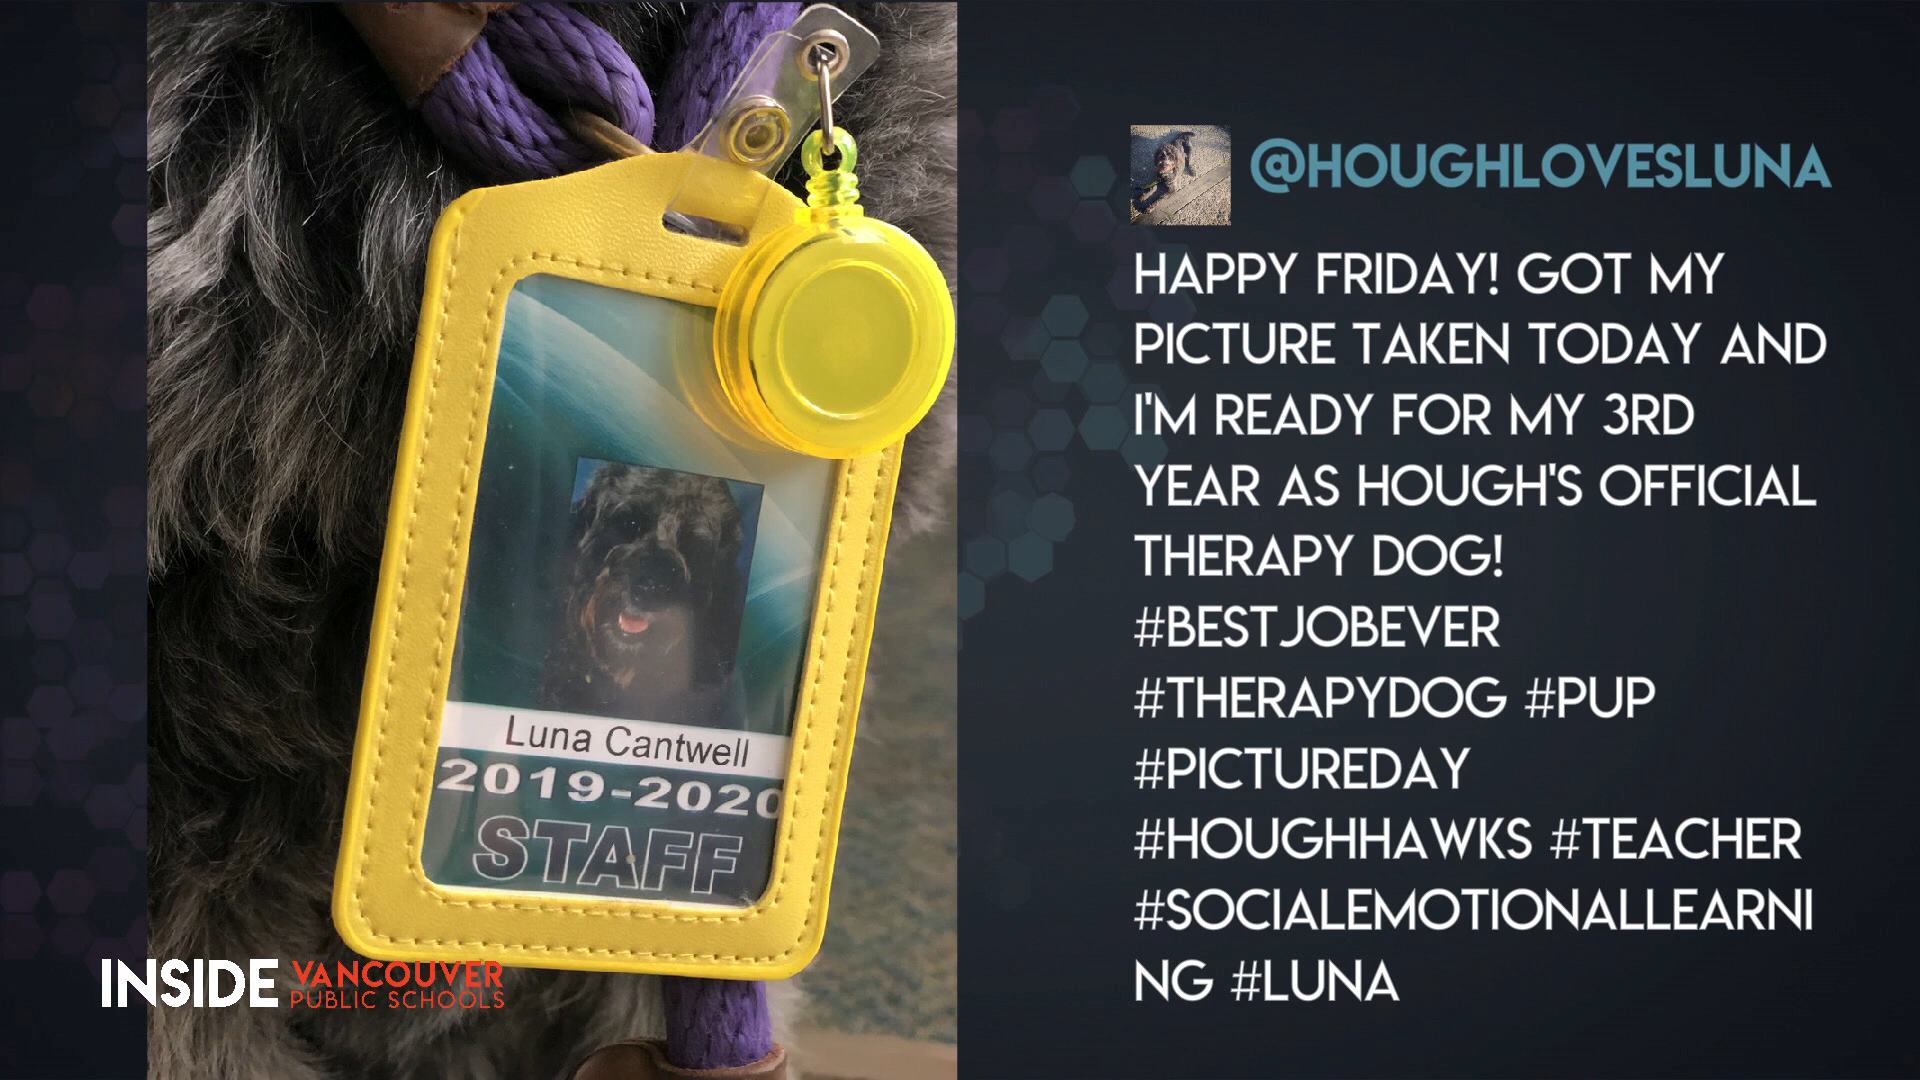 Luna Cantwell
2019-2020
STAFF
INSIDE VANCOUVER
PUBLIC SCHOOLS
@HOUGHLOVESLUNA
HAPPY FRIDAY! GOT MY
PICTURE TAKEN TODAY AND
I'M READY FOR MY 3RD
YEAR AS HOUGH'S OFFICIAL
THERAPY DOG!
#BESTJOBEVER
#THERAPYDOG #PUP
#PICTUREDAY
#HOUGHHAWKS #TEACHER
#SOCIALEMOTIONALLEARNI
NG #LUNA